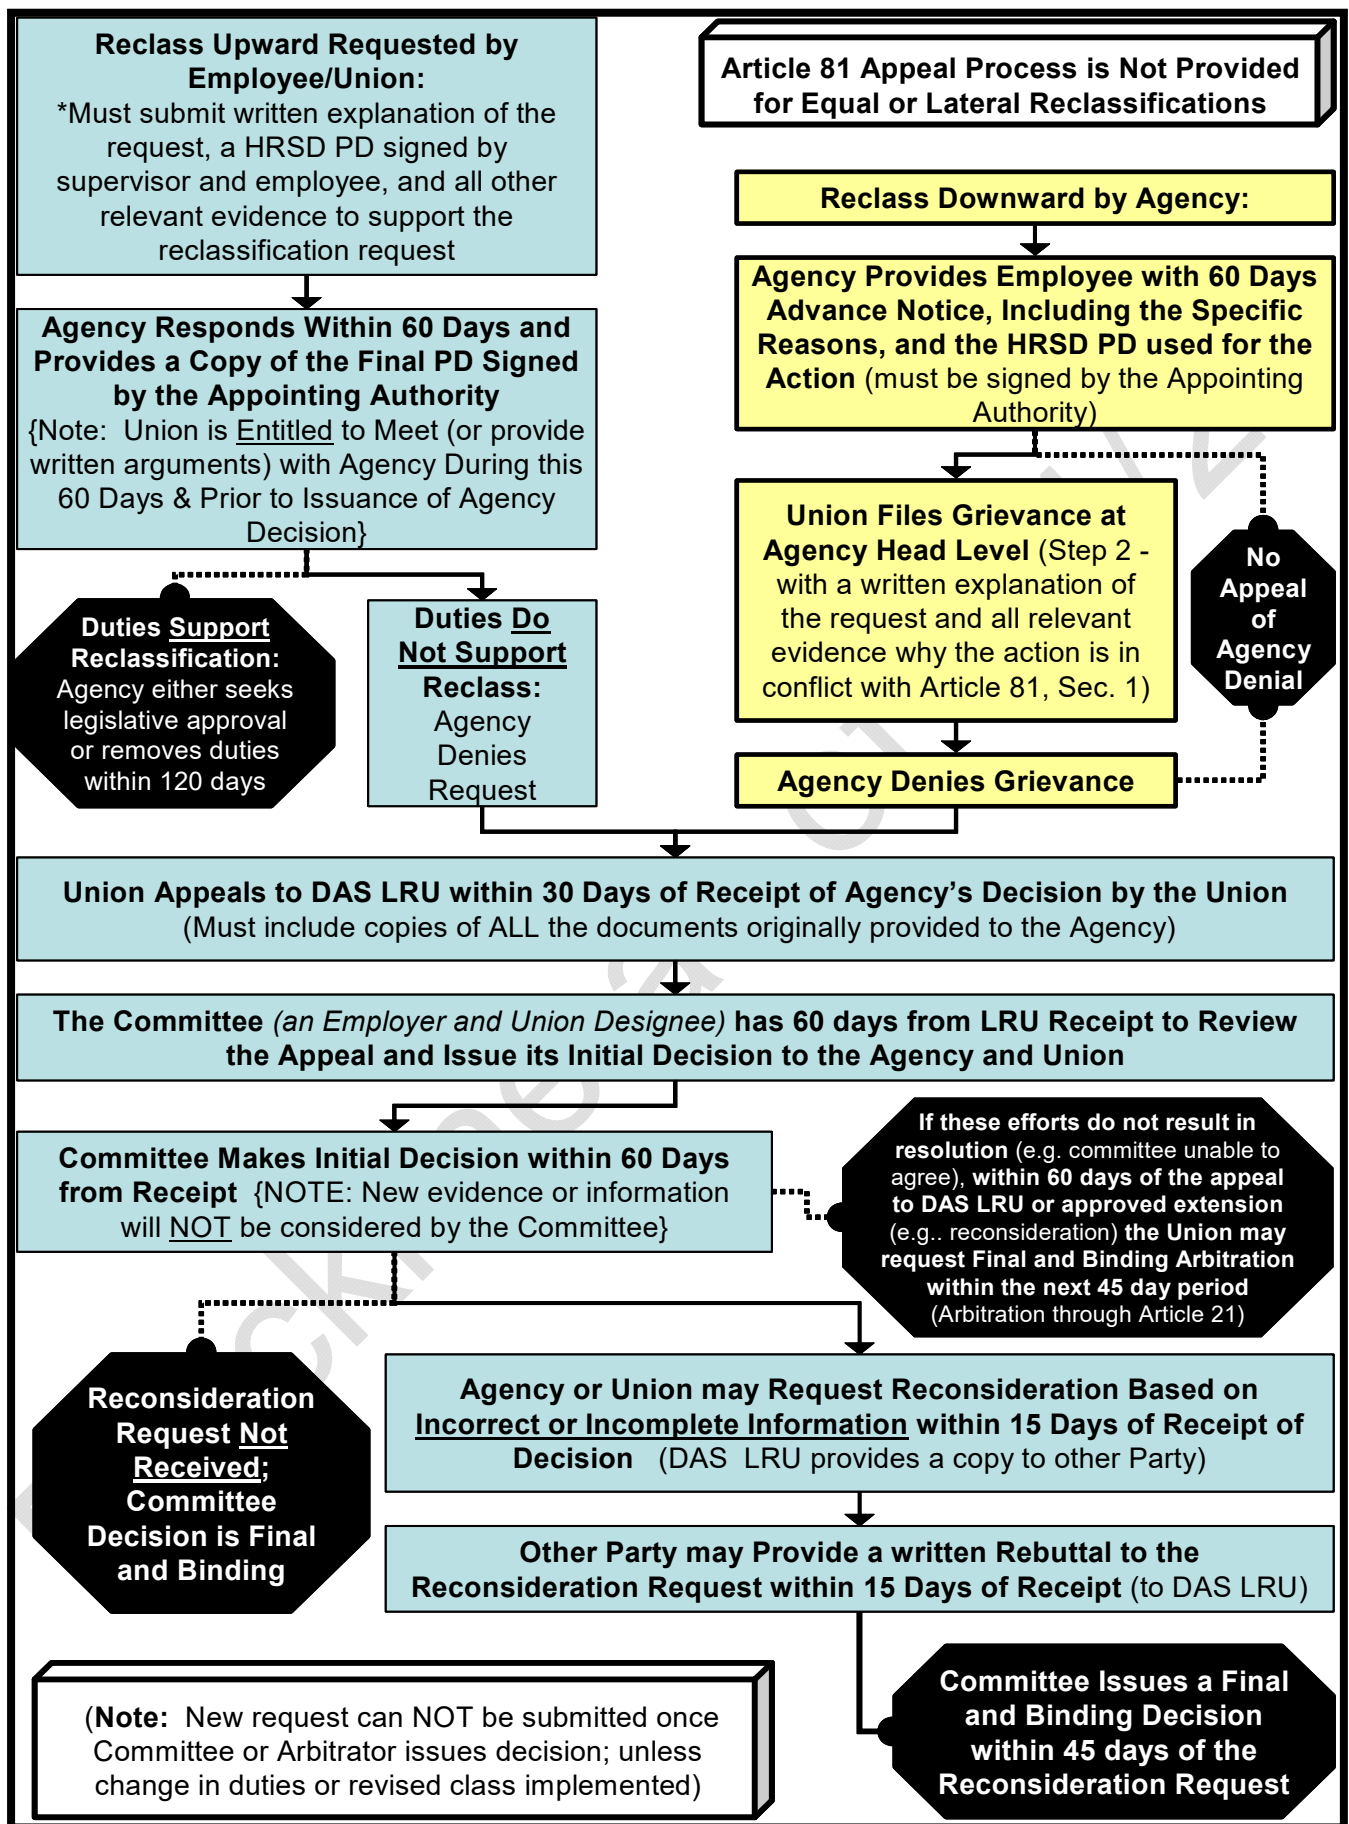 Reclass Upward Requested by
Employee/Union:
*Must submit written explanation of the
request, a HRSD PD signed by
supervisor and employee, and all other
relevant evidence to support the
reclassification request
Article 81 Appeal Process is Not Provided
for Equal or Lateral Reclassifications
Reclass Downward by Agency:
Agency Provides Employee with 60 Days
Advance Notice, Including the Specific
Reasons, and the HRSD PD used for the
Action (must be signed by the Appointing
Authority)
Agency Responds Within 60 Days and
Provides a Copy of the Final PD Signed
by the Appointing Authority
{Note:  Union is Entitled to Meet (or provide
written arguments) with Agency During this
60 Days & Prior to Issuance of Agency
Decision}
Union Files Grievance at
Agency Head Level (Step 2 -
with a written explanation of
the request and all relevant
evidence why the action is in
conflict with Article 81, Sec. 1)
No
Appeal
of
Agency
Denial
Duties Support
Reclassification:
Agency either seeks
legislative approval
or removes duties
within 120 days
Duties Do
Not Support
Reclass:
Agency
Denies
Request
Agency Denies Grievance
Union Appeals to DAS LRU within 30 Days of Receipt of Agency's Decision by the Union
(Must include copies of ALL the documents originally provided to the Agency)
The Committee (an Employer and Union Designee) has 60 days from LRU Receipt to Review
the Appeal and Issue its Initial Decision to the Agency and Union
Committee Makes Initial Decision within 60 Days
from Receipt  {NOTE: New evidence or information
will NOT be considered by the Committee}
If these efforts do not result in
resolution (e.g. committee unable to
agree), within 60 days of the appeal
to DAS LRU or approved extension
(e.g.. reconsideration) the Union may
request Final and Binding Arbitration
within the next 45 day period
(Arbitration through Article 21)
Reconsideration
Request Not
Received;
Committee
Decision is Final
and Binding
Agency or Union may Request Reconsideration Based on
Incorrect or Incomplete Information within 15 Days of Receipt of
Decision   (DAS  LRU provides a copy to other Party)
Other Party may Provide a written Rebuttal to the
Reconsideration Request within 15 Days of Receipt (to DAS LRU)
Committee Issues a Final
and Binding Decision
within 45 days of the
Reconsideration Request
(Note:  New request can NOT be submitted once
Committee or Arbitrator issues decision; unless
change in duties or revised class implemented)